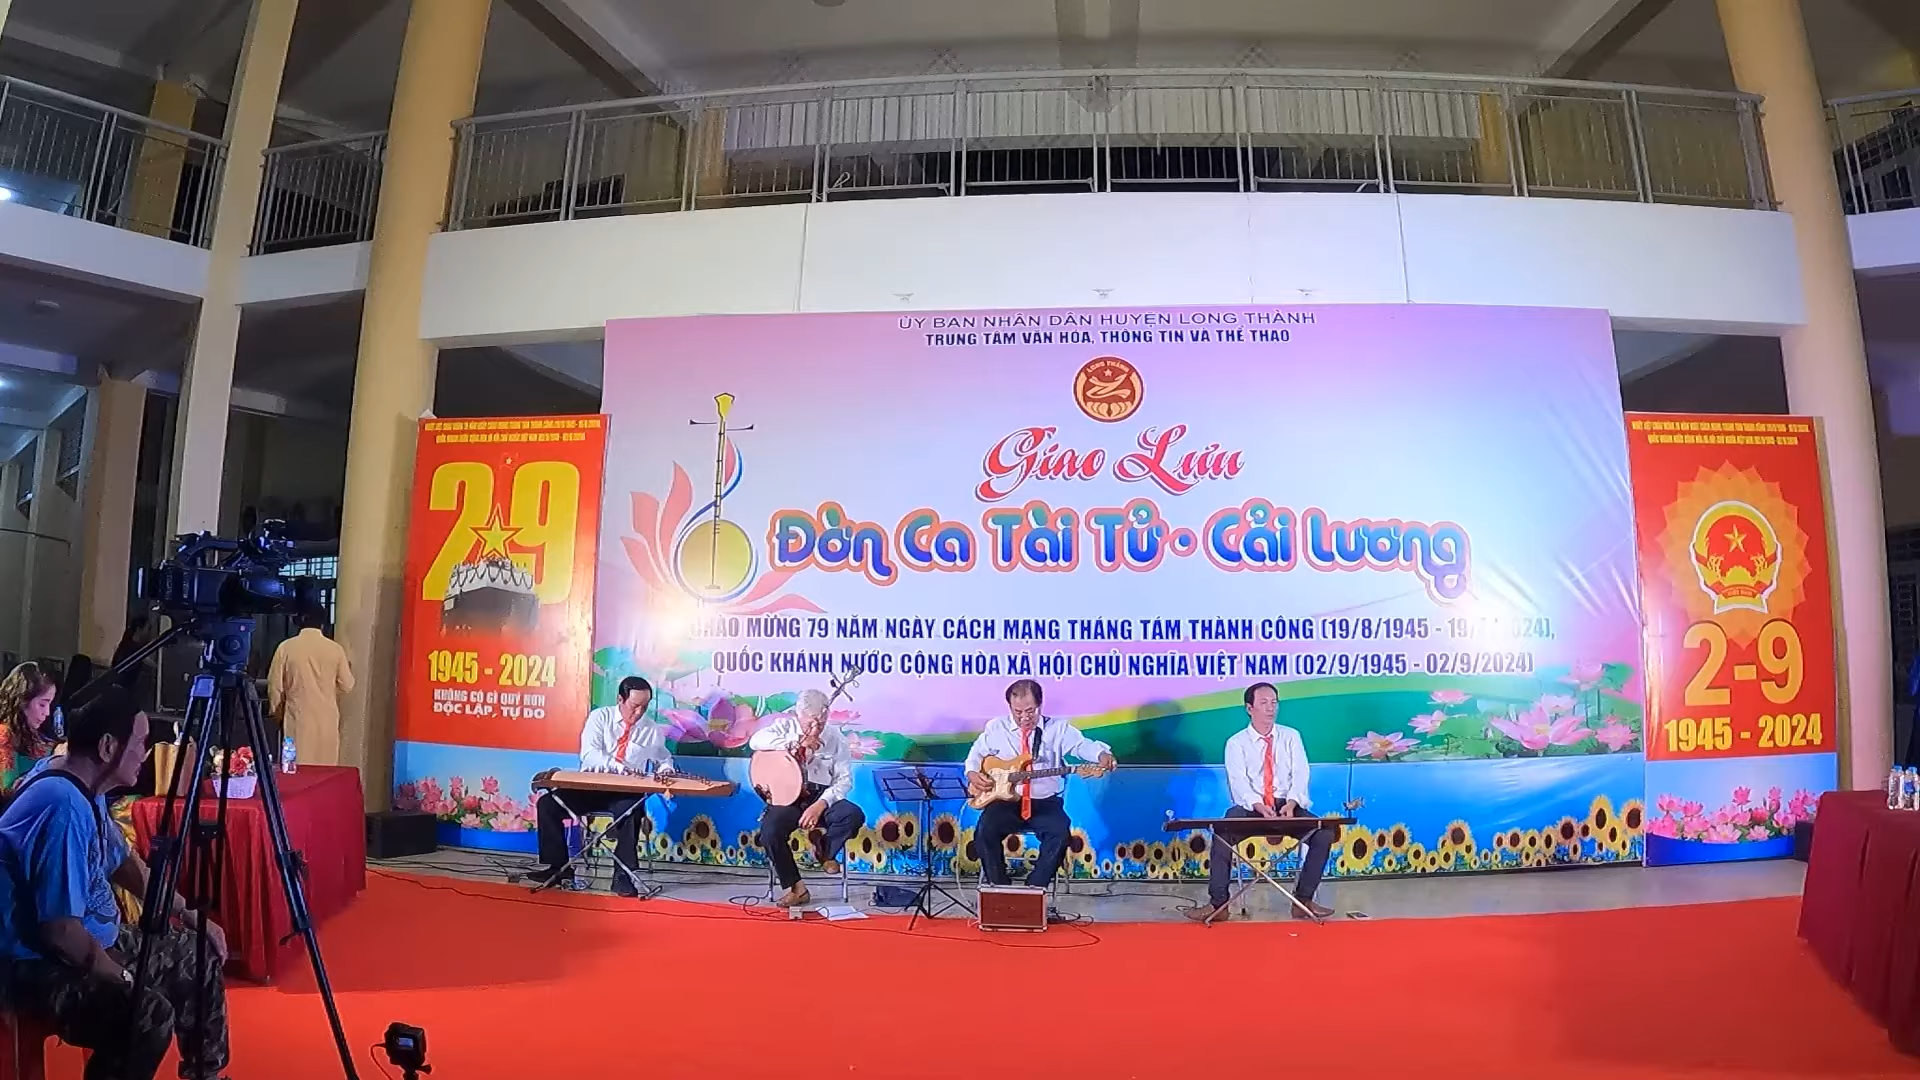 ỦY BAN NHÂN DÂN HUYỆN LONG THÀNH
TRUNG TÂM VĂN HÓA, THÔNG TIN VÀ THỂ THAO
LONG THÀNH
Giao Lưu
Đờn Ca Tài Tử • Cải Lương
CHÀO MỪNG 79 NĂM NGÀY CÁCH MẠNG THÁNG TÁM THÀNH CÔNG (19/8/1945 -
QUỐC KHÁNH NƯỚC CỘNG HÒA XÃ HỘI CHỦ NGHĨA VIỆT NAM (02/9/1945 - 02/9/2024)
2 9
1945 - 2024
KHÔNG CÓ GÌ QUÝ HƠN
ĐỘC LẬP, TỰ DO
2-9
1945 - 2024